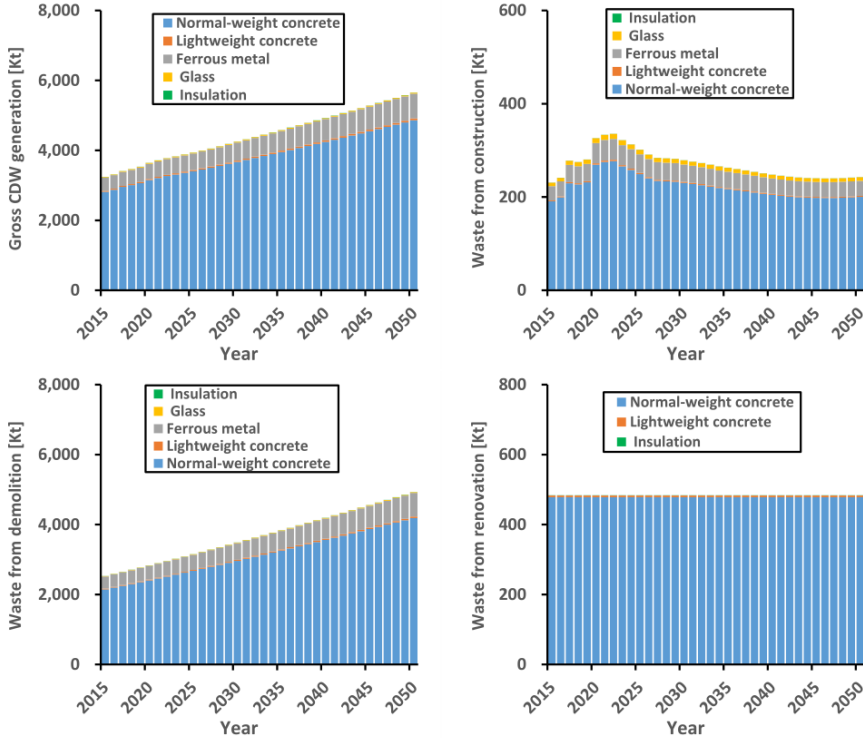 Gross CDW generation [Kt]
8,000
6,000
4,000
2,000
0
Normal-weight concrete
Lightweight concrete
Ferrous metal
Glass
Insulation
2015
2020
2025
2030
2035
2040
2045
2050
Year
Waste from construction [Kt]
600
400
200
0
Insulation
Glass
Ferrous metal
Lightweight concrete
Normal-weight concrete
2015
2020
2025
2030
2035
2040
2045
2050
Year
Waste from demolition [Kt]
8,000
6,000
4,000
2,000
0
Insulation
Glass
Ferrous metal
Lightweight concrete
Normal-weight concrete
2015
2020
2025
2030
2035
2040
2045
2050
Year
Waste from renovation [Kt]
800
600
400
200
0
Normal-weight concrete
Lightweight concrete
Insulation
2015
2020
2025
2030
2035
2040
2045
2050
Year